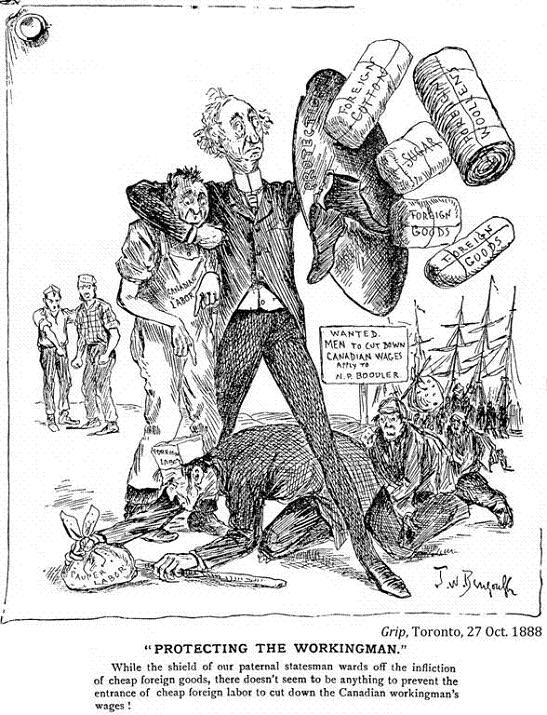 PROTECTION
FOREIGN
COTTON
FOREIGN
WOOLLENS
SUGAR
FOREIGN
GOODS
FOREIGN
GOODS
CANADIAN
LABOR
WANTED.
MEN TO CUT DOWN
CANADIAN WAGES
APPLY TO
N.P. BOODLER.
FOREIGN
LABOR
PAUPER
LABOR
J W Bengough
Grip, Toronto, 27 Oct. 1888
"PROTECTING THE WORKINGMAN."
While the shield of our paternal statesman wards off the infliction
of cheap foreign goods, there doesn't seem to be anything to prevent the
entrance of cheap foreign labor to cut down the Canadian workingman's
wages !